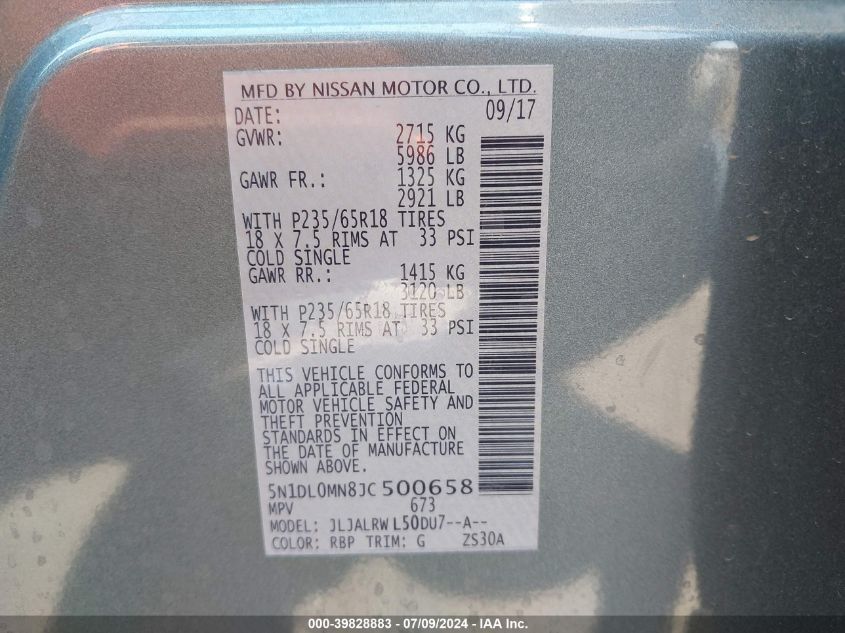 MFD BY NISSAN MOTOR CO., LTD.
DATE: 09/17
GVWR: 2715 KG
5986 LB
GAWR FR.: 1325 KG
2921 LB
WITH P235/65R18 TIRES
18 X 7.5 RIMS AT 33 PSI
COLD SINGLE
GAWR RR.: 1415 KG
3120 LB
WITH P235/65R18 TIRES
18 X 7.5 RIMS AT 33 PSI
COLD SINGLE
THIS VEHICLE CONFORMS TO
ALL APPLICABLE FEDERAL
MOTOR VEHICLE SAFETY AND
THEFT PREVENTION
STANDARDS IN EFFECT ON
THE DATE OF MANUFACTURE
SHOWN ABOVE.
5N1DL0MN8JC500658
MPV 673
MODEL: JLJALRW L50DU7--A--
COLOR: RBP TRIM: G ZS30A
000-39828883 - 07/09/2024 - IAA Inc.